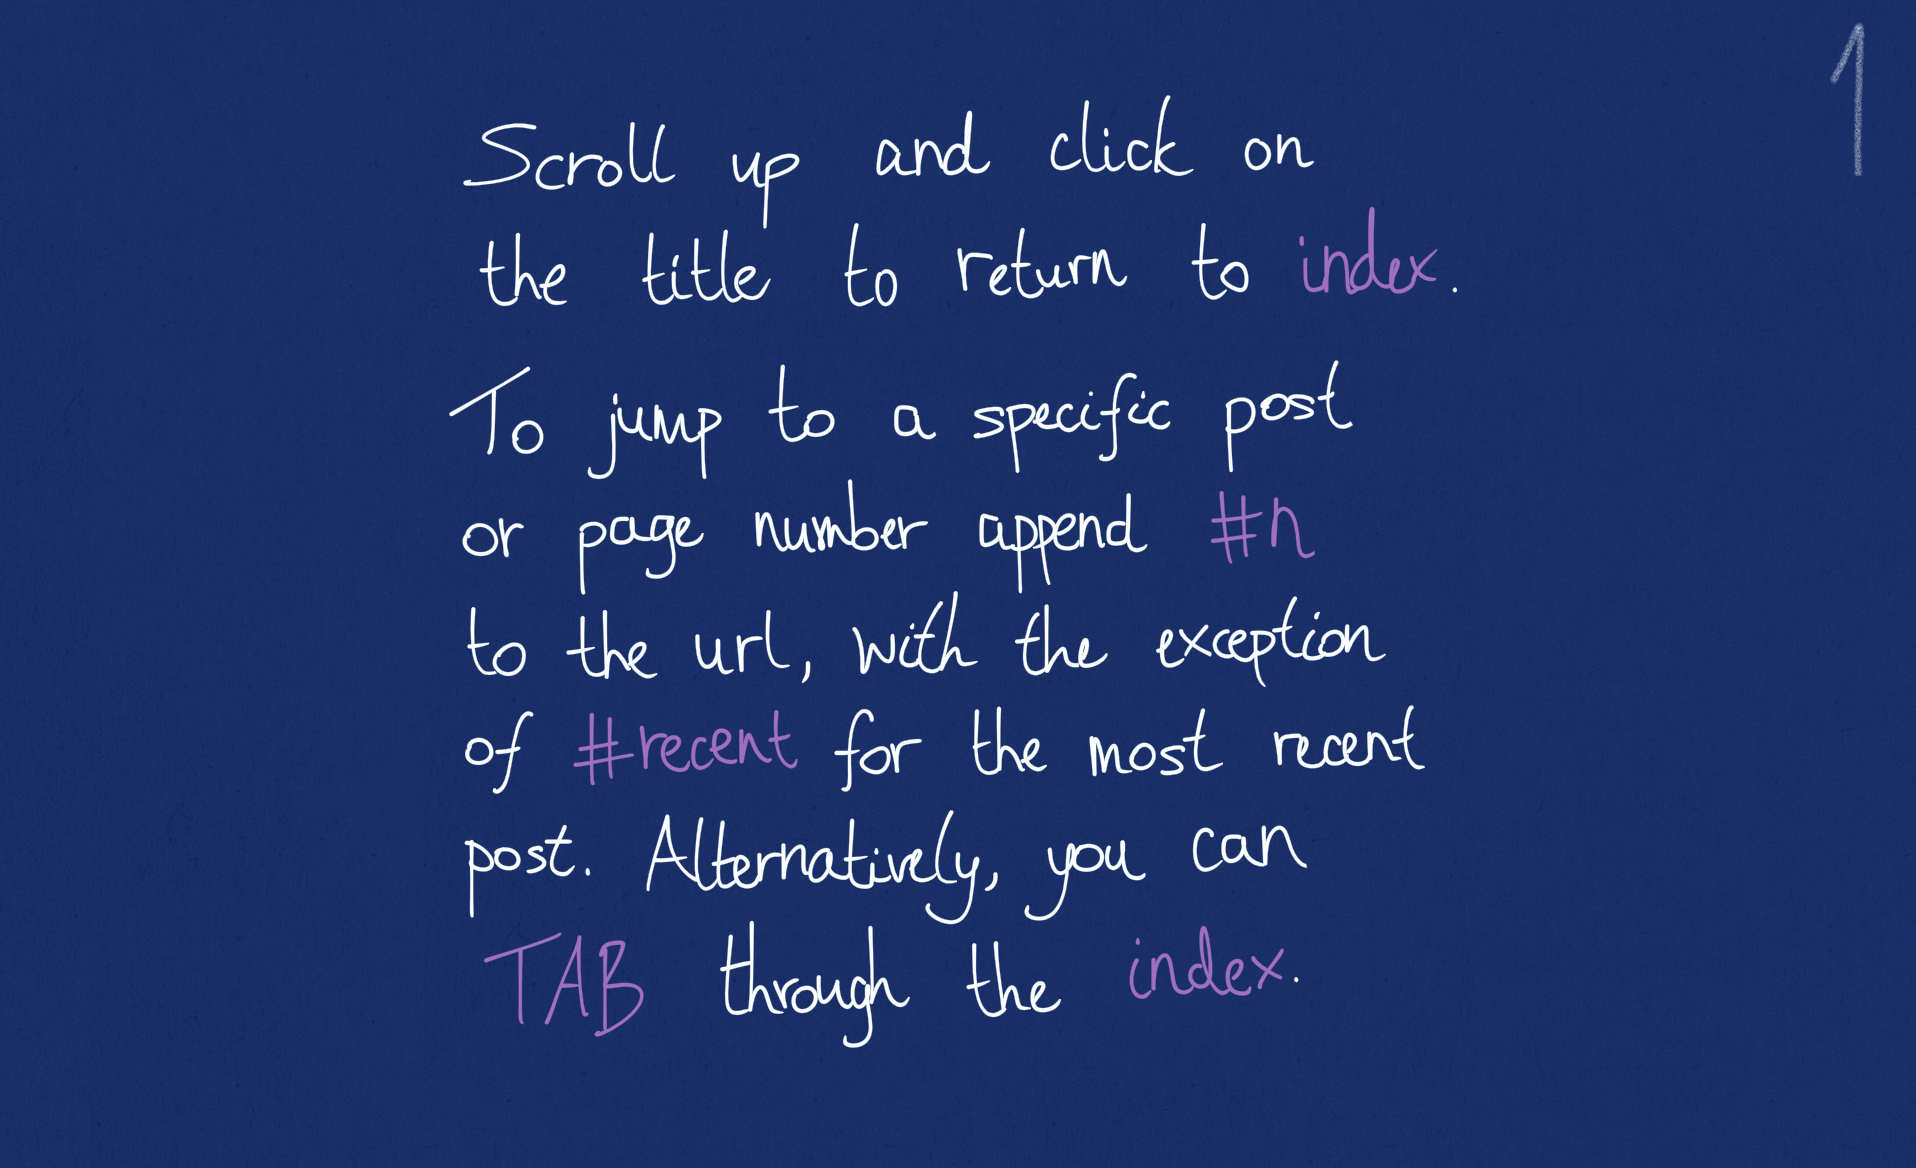 1
Scroll up and click on
the title to return to index.
To jump to a specific post
or page number append #n
to the url, with the exception
of #recent for the most recent
post. Alternatively, you can
TAB through the index.